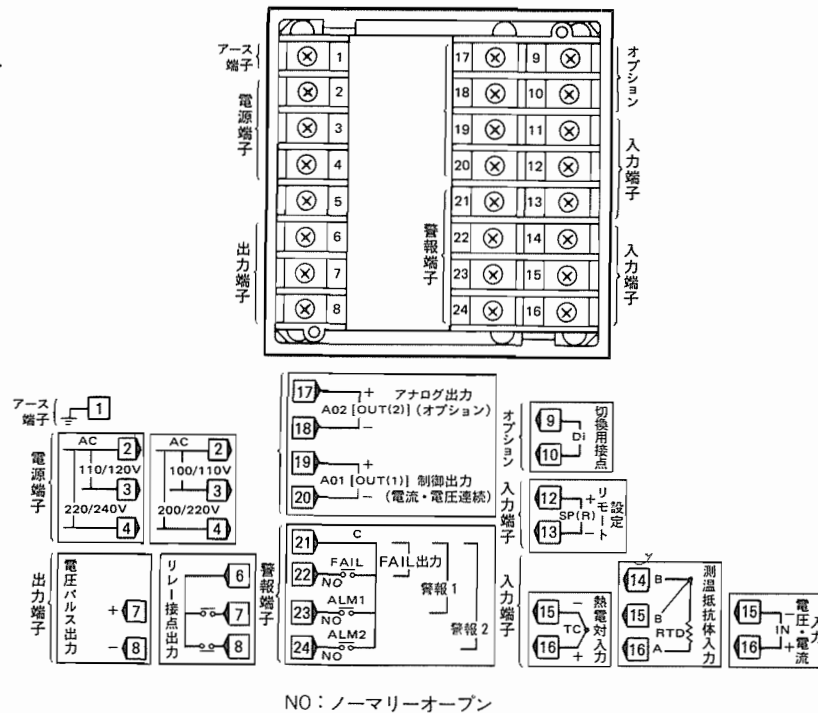 アース端子
電源端子
出力端子
1
2
3
4
5
6
7
8
17 9
18 10
19 11
20 12
21 13
22 14
23 15
24 16
警報端子
オプション
入力端子
入力端子
アース端子
1
電源端子
AC 2
110/120V
3
220/240V
4
AC 2
100/110V
3
200/220V
4
出力端子
電圧パルス出力
+ 7
- 8
リレー接点出力
6
7
8
17 + アナログ出力
A02 [OUT(2)] (オプション)
18 -
19 +
A01 [OUT(1)] 制御出力
20 - (電流・電圧連続)
警報端子
21 C
22 FAIL FAIL出力
NO
23 ALM1 警報1
NO
24 ALM2 警報2
NO
オプション
9
Di
10
切換用接点
入力端子
12 +
SP(R)
13 -
リモート設定
入力端子
15 -
TC
16 +
熱電対入力
14 B
15 B
RTD
16 A
測温抵抗体入力
15 -
IN
16 +
電圧・電流入力
NO:ノーマリーオープン